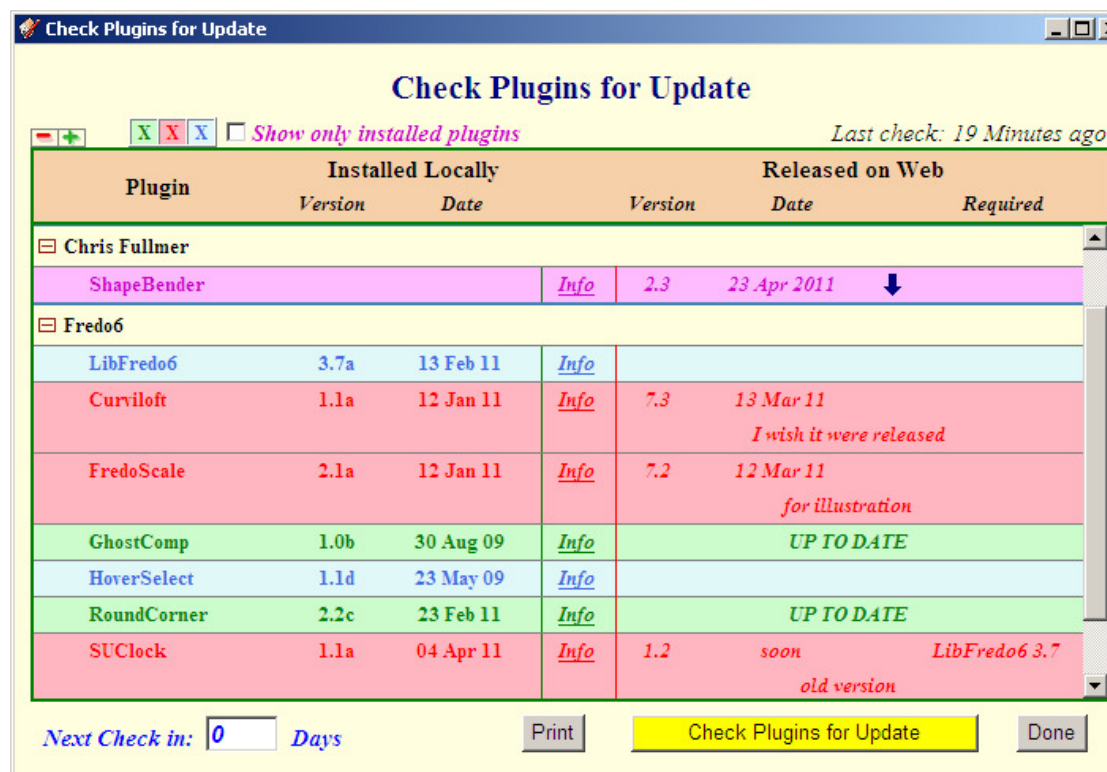 Check Plugins for Update
Check Plugins for Update
X X X Show only installed plugins Last check: 19 Minutes ago
Plugin Installed Locally Released on Web
Version Date Version Date Required
Chris Fullmer
ShapeBender Info 2.3 23 Apr 2011
Fredo6
LibFredo6 3.7a 13 Feb 11 Info
Curviloft 1.1a 12 Jan 11 Info 7.3 13 Mar 11
I wish it were released
FredoScale 2.1a 12 Jan 11 Info 7.2 12 Mar 11
for illustration
GhostComp 1.0b 30 Aug 09 Info UP TO DATE
HoverSelect 1.1d 23 May 09 Info
RoundCorner 2.2c 23 Feb 11 Info UP TO DATE
SUClock 1.1a 04 Apr 11 Info 1.2 soon LibFredo6 3.7
old version
Next Check in: 0 Days Print Check Plugins for Update Done